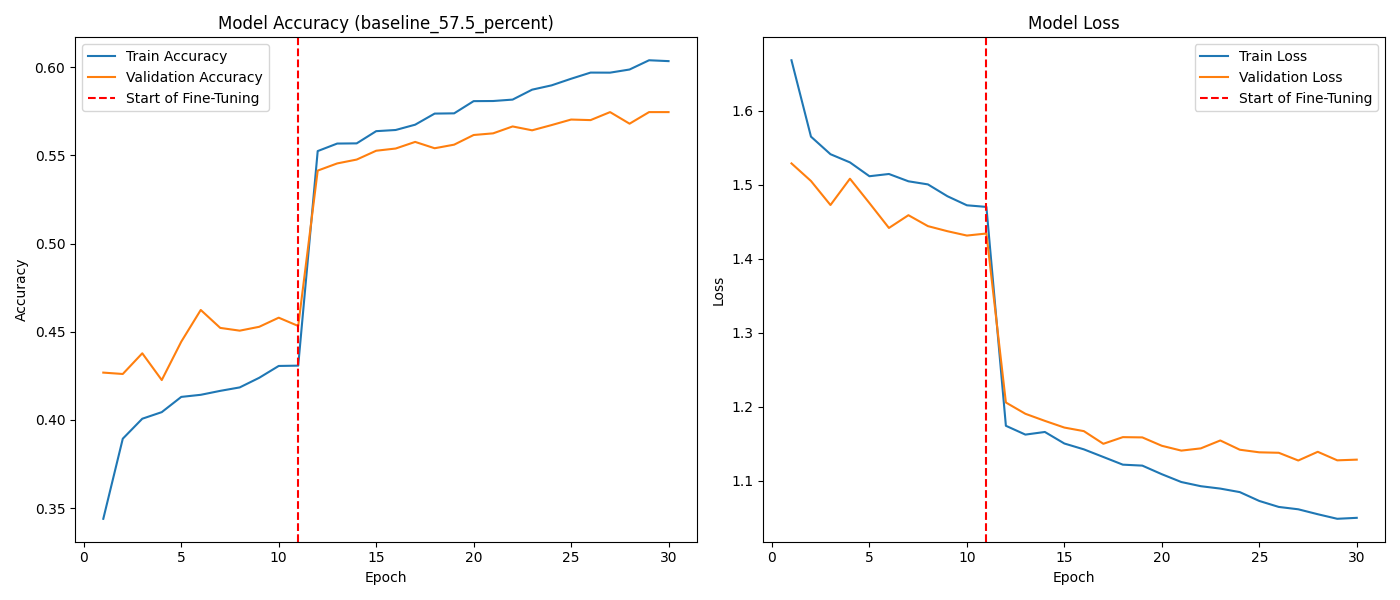 Model Accuracy (baseline_57.5_percent)
Train Accuracy
Validation Accuracy
Start of Fine-Tuning
Accuracy
0.60
0.55
0.50
0.45
0.40
0.35
0
5
10
15
20
25
30
Epoch
Model Loss
Train Loss
Validation Loss
Start of Fine-Tuning
Loss
1.6
1.5
1.4
1.3
1.2
1.1
0
5
10
15
20
25
30
Epoch